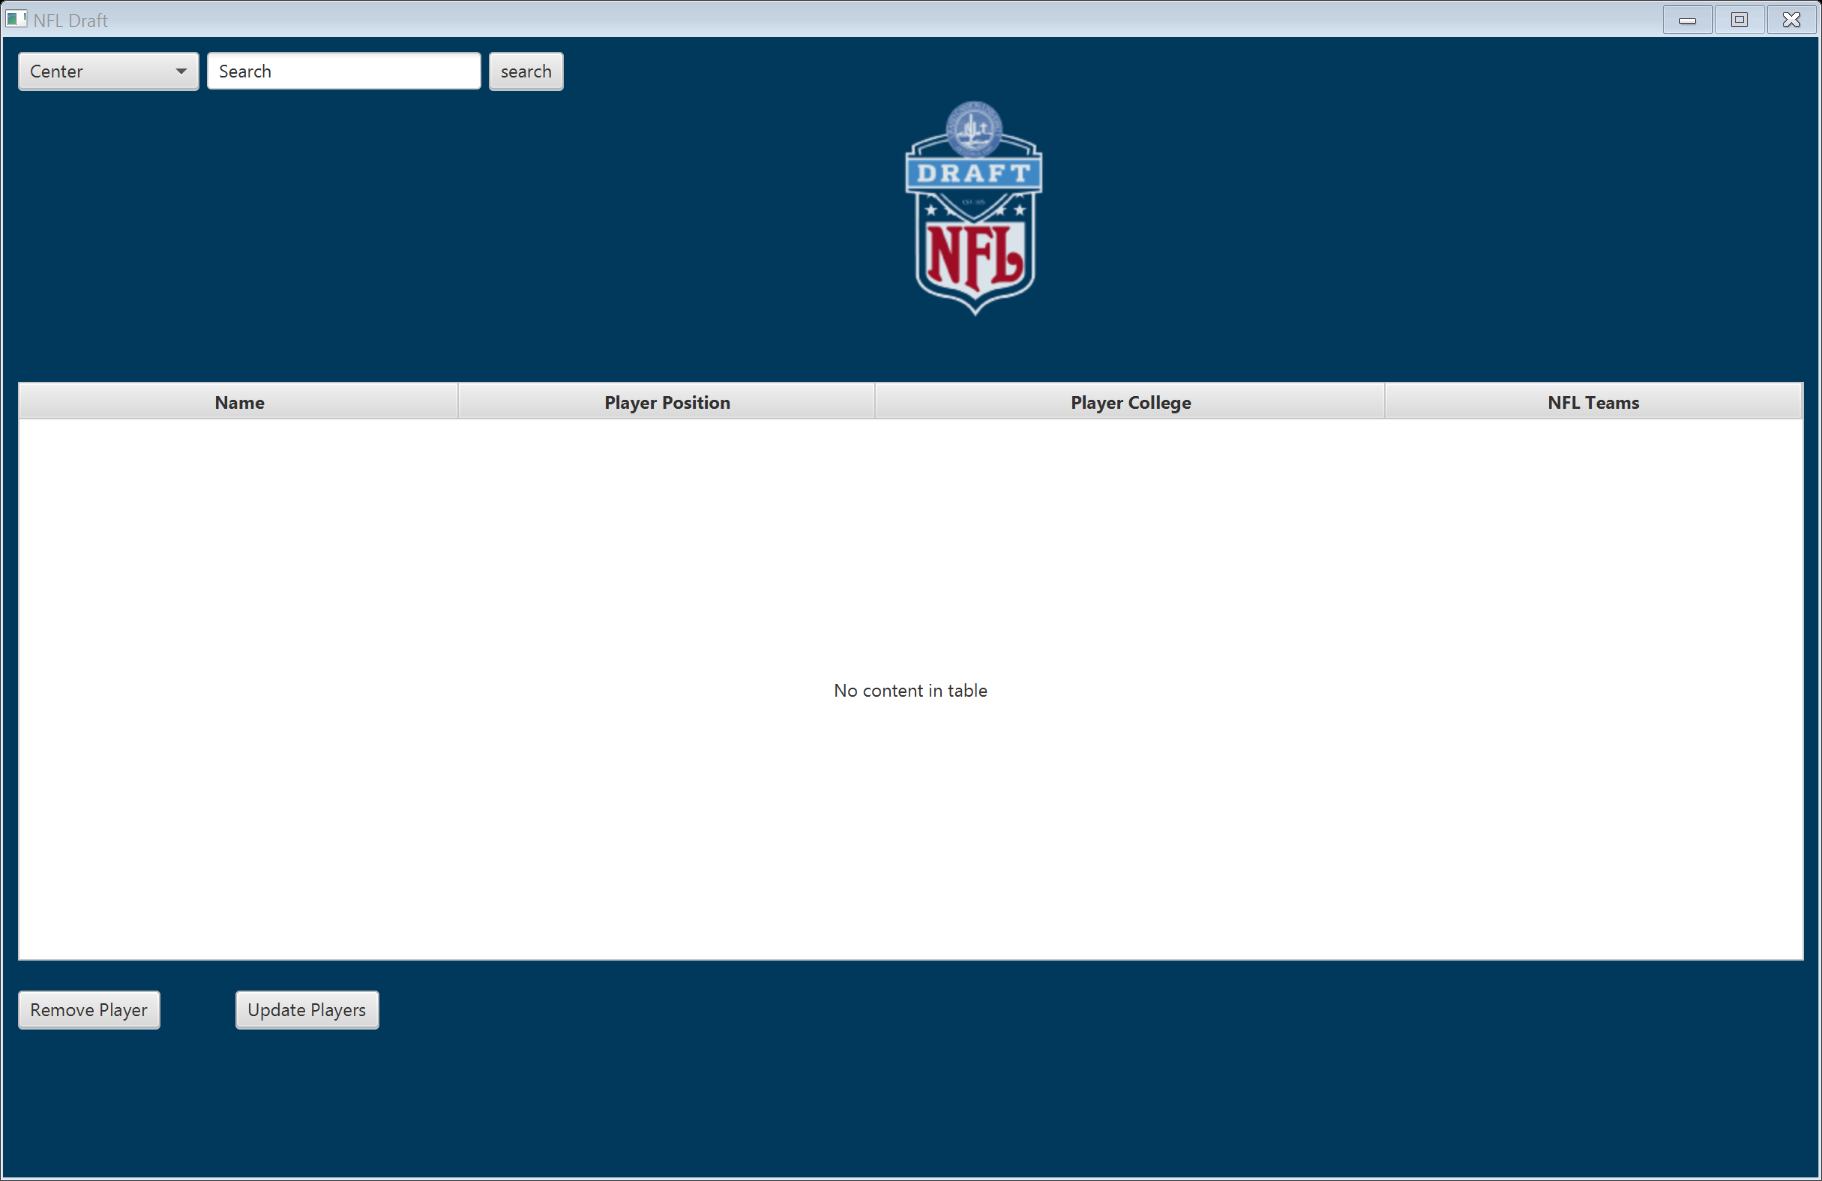 NFL Draft
Center
Search
search
DRAFT
NFL
Name Player Position Player College NFL Teams
No content in table
Remove Player Update Players